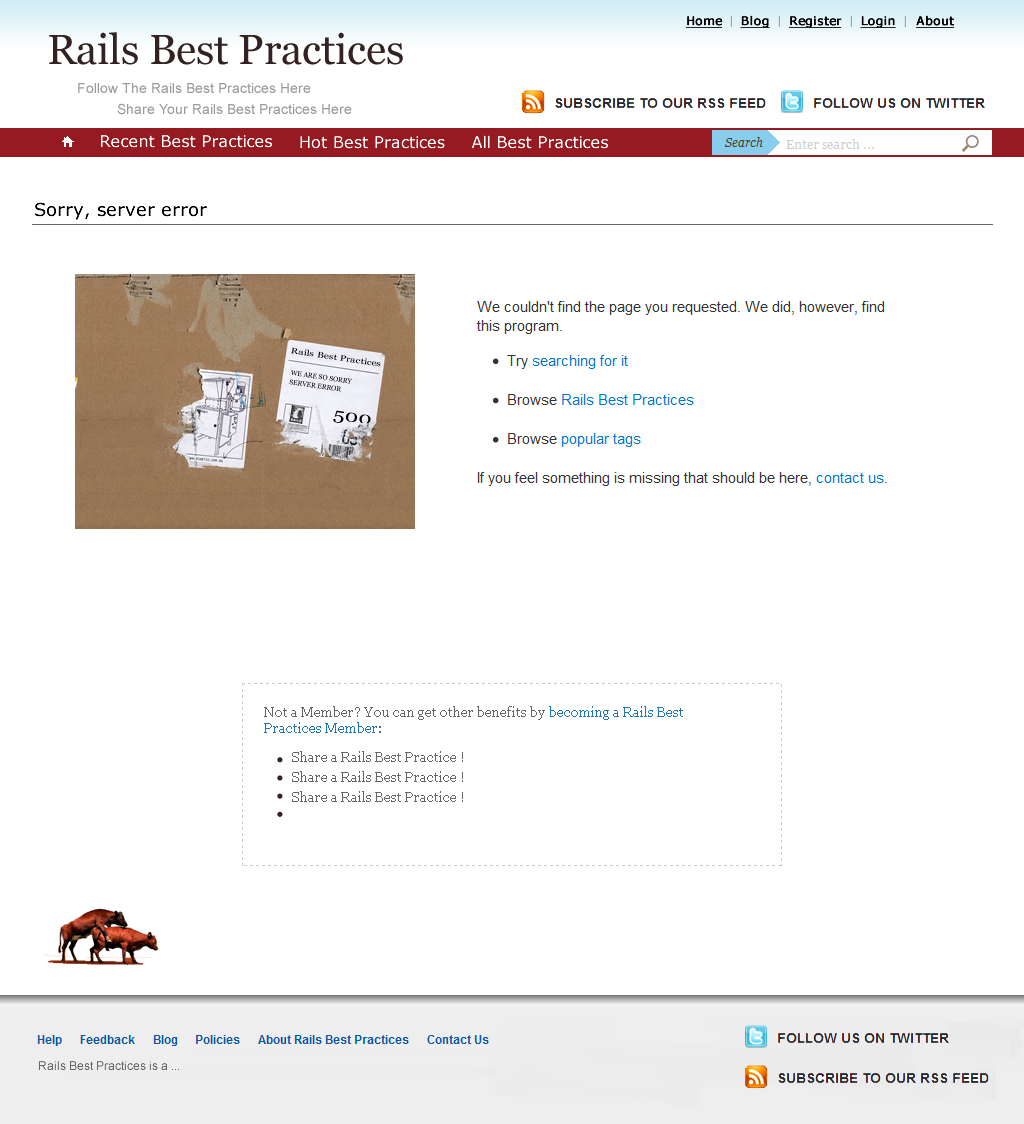 Home | Blog | Register | Login | About
Rails Best Practices
Follow The Rails Best Practices Here
Share Your Rails Best Practices Here
SUBSCRIBE TO OUR RSS FEED
FOLLOW US ON TWITTER
Recent Best Practices
Hot Best Practices
All Best Practices
Search
Enter search ...
Sorry, server error
Rails Best Practices
WE ARE SO SORRY
SERVER ERROR
500
We couldn't find the page you requested. We did, however, find
this program.
Try searching for it
Browse Rails Best Practices
Browse popular tags
If you feel something is missing that should be here, contact us.
Not a Member? You can get other benefits by becoming a Rails Best
Practices Member:
Share a Rails Best Practice !
Share a Rails Best Practice !
Share a Rails Best Practice !
Help Feedback Blog Policies About Rails Best Practices Contact Us
Rails Best Practices is a ...
FOLLOW US ON TWITTER
SUBSCRIBE TO OUR RSS FEED